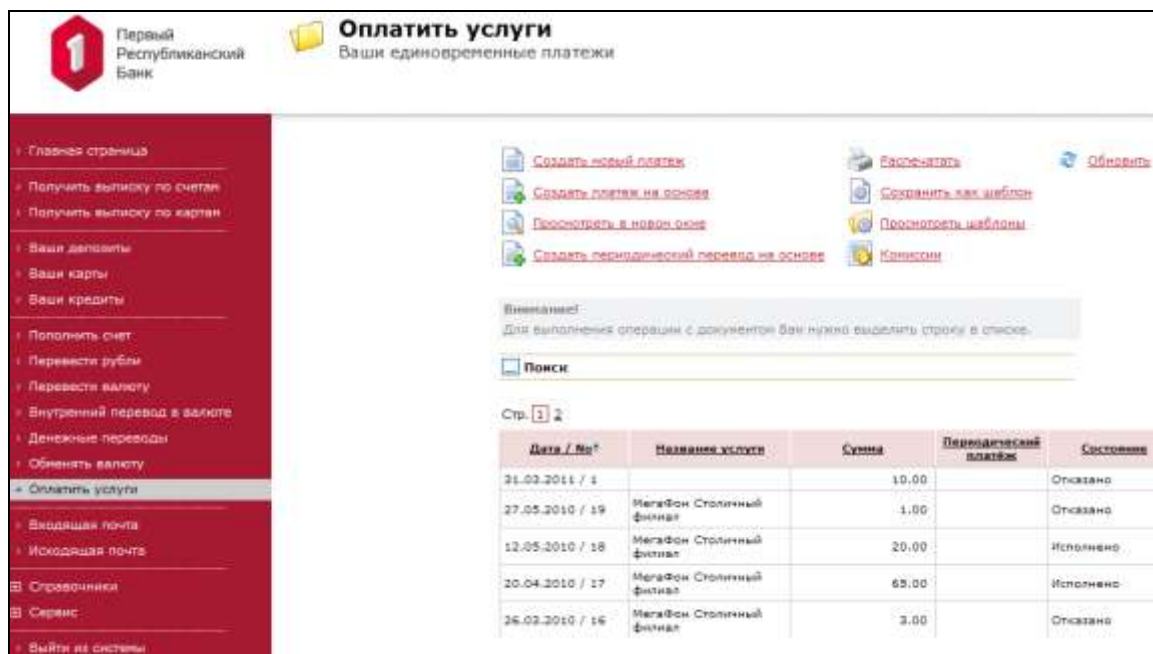 1
Первый
Республиканский
Банк
Оплатить услуги
Ваши единовременные платежи
Главная страница
Получить выписку по счетам
Получить выписку по картам
Ваши депозиты
Ваши карты
Ваши кредиты
Пополнить счет
Перевести рубли
Перевести валюту
Внутренний перевод в валюте
Денежные переводы
Обменять валюту
Оплатить услуги
Входящая почта
Исходящая почта
Справочники
Сервис
Выйти из системы
Создать новый платеж
Распечатать
Обновить
Создать платеж на основе
Сохранить как шаблон
Просмотреть в новом окне
Просмотреть шаблоны
Создать периодический перевод на основе
Комиссии
Внимание!
Для выполнения операции с документом Вам нужно выделить строку в списке.
Поиск
Стр. 1 2
Дата / No↑ Название услуги Сумма Периодический платёж Состояние
31.03.2011 / 1 10.00 Отказано
27.05.2010 / 19 МегаФон Столичный филиал 1.00 Отказано
12.05.2010 / 18 МегаФон Столичный филиал 20.00 Исполнено
20.04.2010 / 17 МегаФон Столичный филиал 65.00 Исполнено
26.03.2010 / 16 МегаФон Столичный филиал 3.00 Отказано